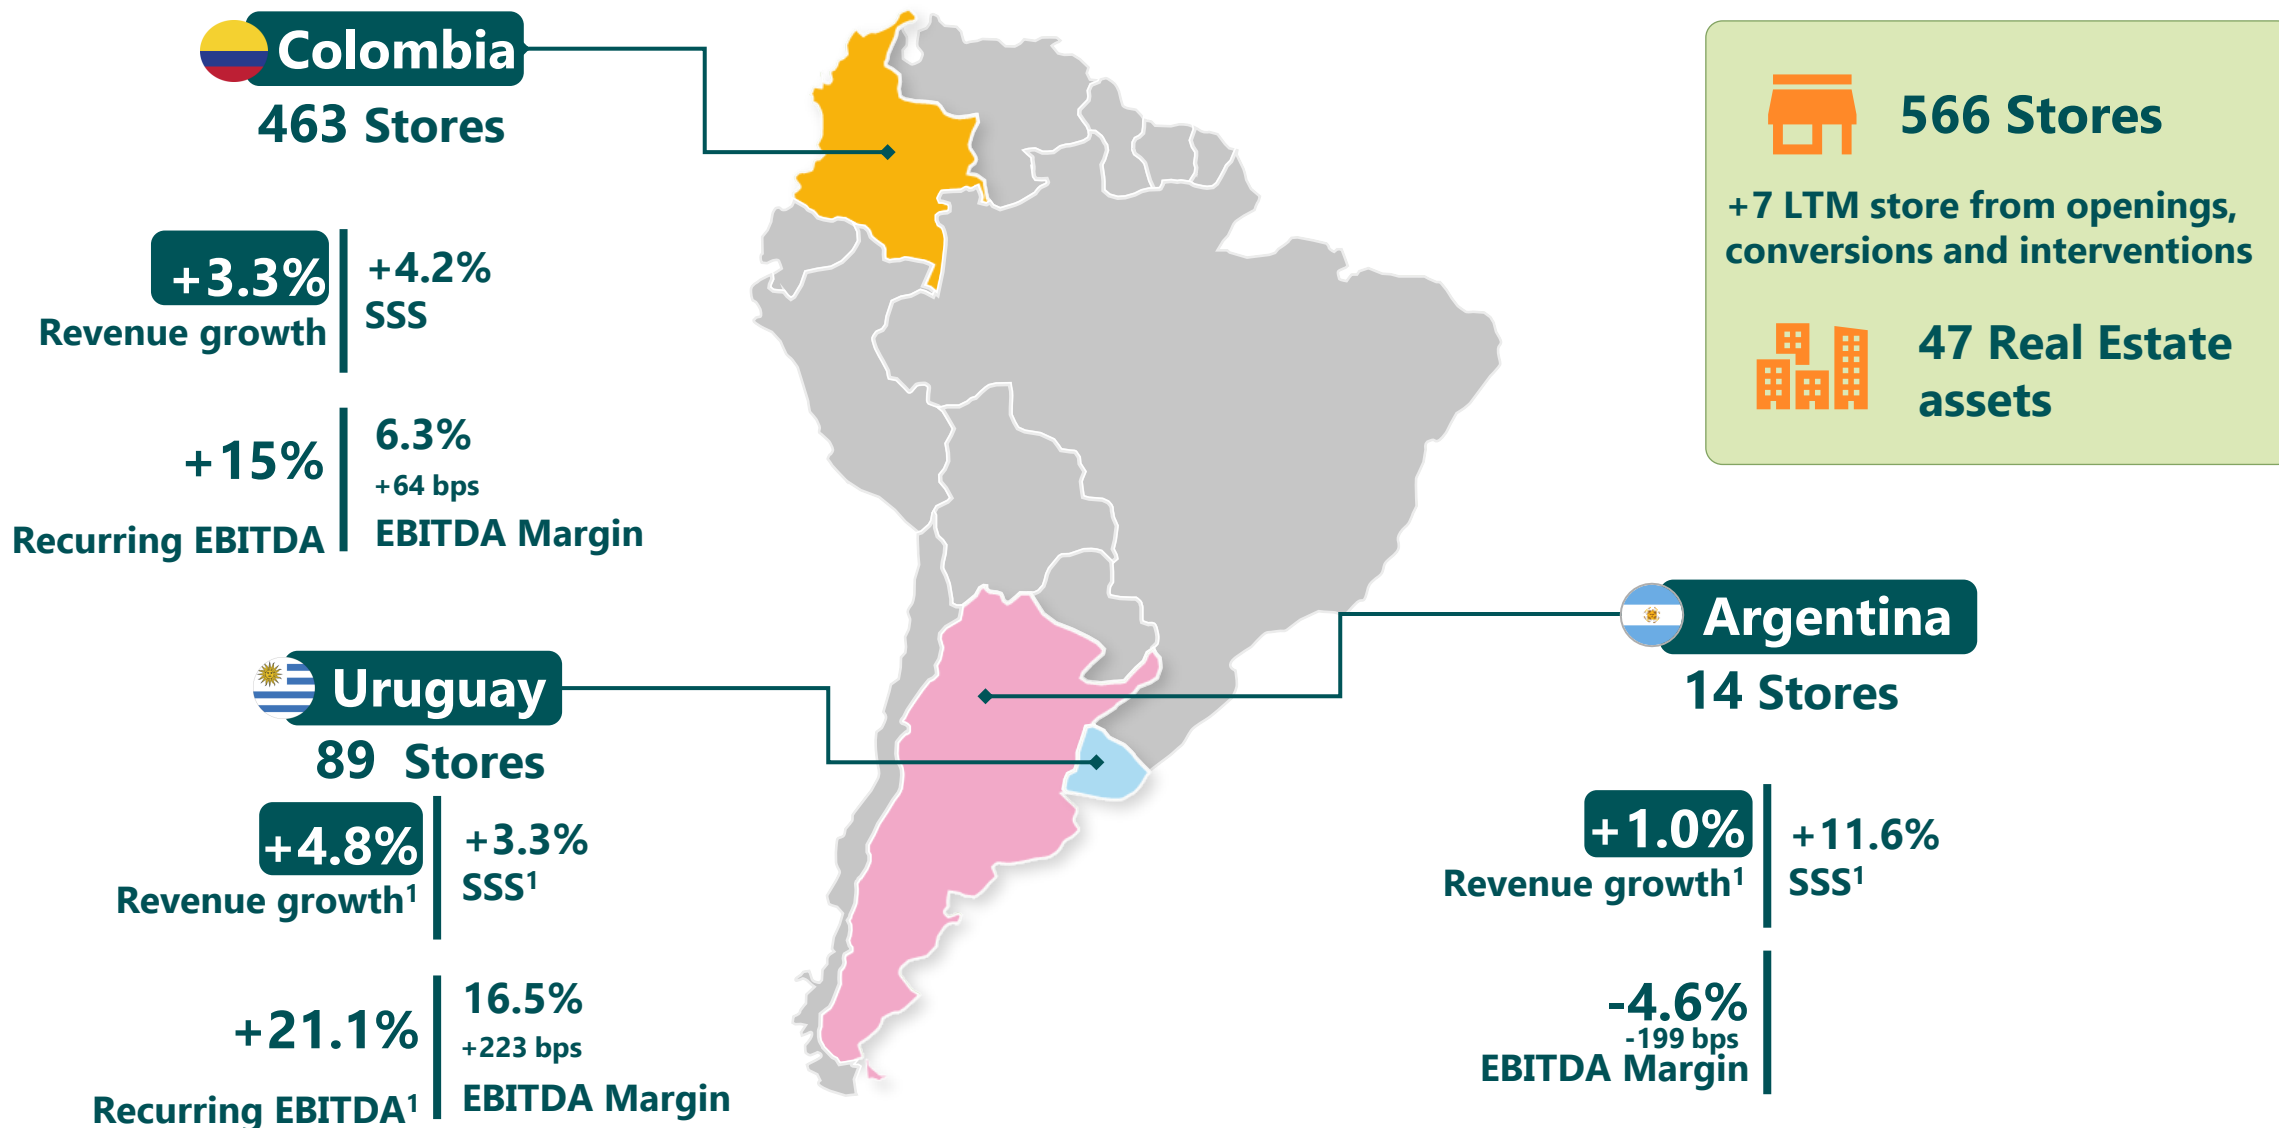 Colombia
463 Stores
+3.3%
Revenue growth
+4.2%
SSS
+15%
Recurring EBITDA
6.3%
+64 bps
EBITDA Margin
Uruguay
89 Stores
+4.8%
Revenue growth¹
+3.3%
SSS¹
+21.1%
Recurring EBITDA¹
16.5%
+223 bps
EBITDA Margin
566 Stores
+7 LTM store from openings,
conversions and interventions
47 Real Estate
assets
Argentina
14 Stores
+1.0%
Revenue growth¹
+11.6%
SSS¹
-4.6%
-199 bps
EBITDA Margin